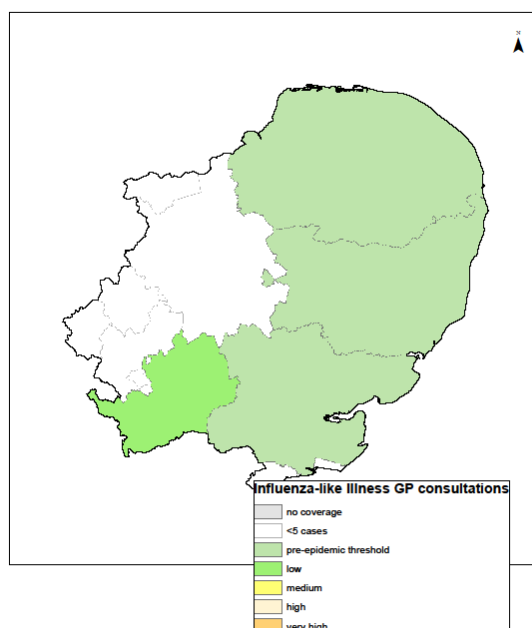 N
Influenza-like Illness GP consultations
no coverage
<5 cases
pre-epidemic threshold
low
medium
high
very high